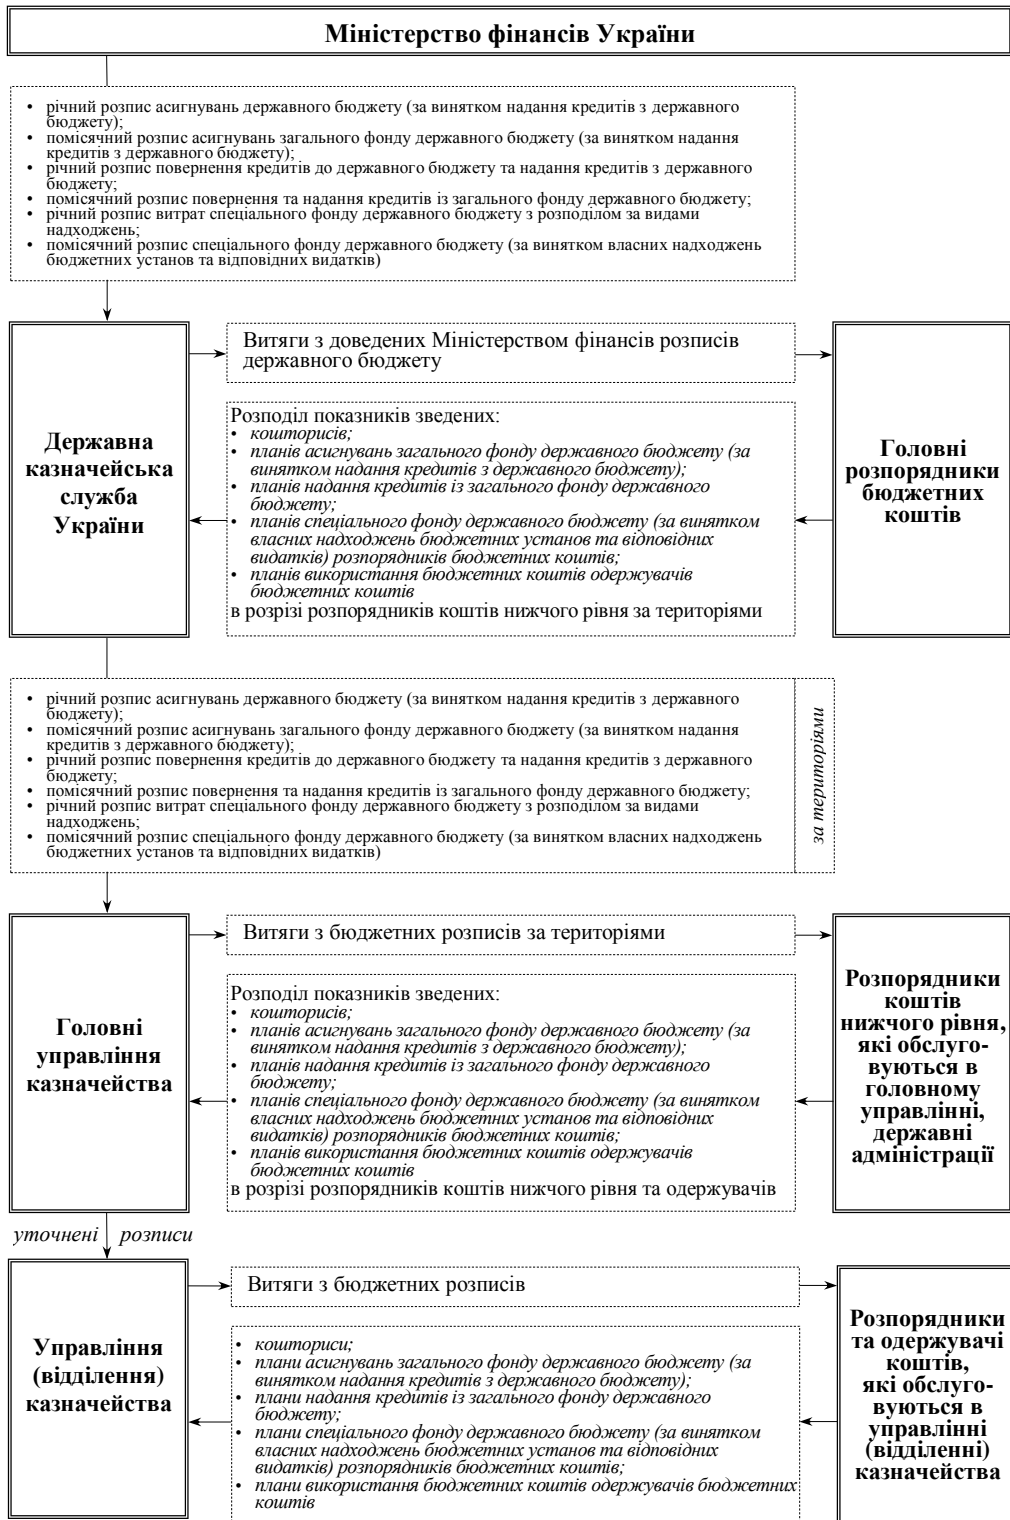 Міністерство фінансів України
• річний розпис асигнувань державного бюджету (за винятком надання кредитів з державного
бюджету);
• помісячний розпис асигнувань загального фонду державного бюджету (за винятком надання
кредитів з державного бюджету);
• річний розпис повернення кредитів до державного бюджету та надання кредитів з державного
бюджету;
• помісячний розпис повернення та надання кредитів із загального фонду державного бюджету;
• річний розпис витрат спеціального фонду державного бюджету з розподілом за видами
надходжень;
• помісячний розпис спеціального фонду державного бюджету (за винятком власних надходжень
бюджетних установ та відповідних видатків)
Державна
казначейська
служба
України
Витяги з доведених Міністерством фінансів розписів
державного бюджету
Розподіл показників зведених:
• кошторисів;
• планів асигнувань загального фонду державного бюджету (за
винятком надання кредитів з державного бюджету);
• планів надання кредитів із загального фонду державного
бюджету;
• планів спеціального фонду державного бюджету (за винятком
власних надходжень бюджетних установ та відповідних
видатків) розпорядників бюджетних коштів;
• планів використання бюджетних коштів одержувачів
бюджетних коштів
в розрізі розпорядників коштів нижчого рівня за територіями
Головні
розпорядники
бюджетних
коштів
• річний розпис асигнувань державного бюджету (за винятком надання кредитів з державного
бюджету);
• помісячний розпис асигнувань загального фонду державного бюджету (за винятком надання
кредитів з державного бюджету);
• річний розпис повернення кредитів до державного бюджету та надання кредитів з державного
бюджету;
• помісячний розпис повернення та надання кредитів із загального фонду державного бюджету;
• річний розпис витрат спеціального фонду державного бюджету з розподілом за видами
надходжень;
• помісячний розпис спеціального фонду державного бюджету (за винятком власних надходжень
бюджетних установ та відповідних видатків)
за територіями
Головні
управління
казначейства
Витяги з бюджетних розписів за територіями
Розподіл показників зведених:
• кошторисів;
• планів асигнувань загального фонду державного бюджету (за
винятком надання кредитів з державного бюджету);
• планів надання кредитів із загального фонду державного
бюджету;
• планів спеціального фонду державного бюджету (за винятком
власних надходжень бюджетних установ та відповідних
видатків) розпорядників бюджетних коштів;
• планів використання бюджетних коштів одержувачів
бюджетних коштів
в розрізі розпорядників коштів нижчого рівня та одержувачів
Розпорядники
коштів
нижчого рівня,
які обслуго-
вуються в
головному
управлінні,
державні
адміністрації
уточнені розписи
Управління
(відділення)
казначейства
Витяги з бюджетних розписів
• кошториси;
• плани асигнувань загального фонду державного бюджету (за
винятком надання кредитів з державного бюджету);
• плани надання кредитів із загального фонду державного
бюджету;
• плани спеціального фонду державного бюджету (за винятком
власних надходжень бюджетних установ та відповідних
видатків) розпорядників бюджетних коштів;
• плани використання бюджетних коштів одержувачів бюджетних
коштів
Розпорядники
та одержувачі
коштів,
які обслуго-
вуються в
управлінні
(відділенні)
казначейства